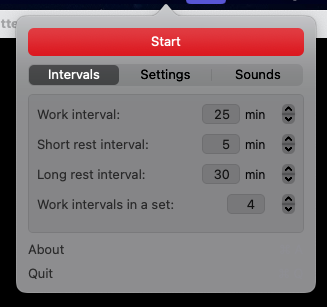 tte
Start
Intervals Settings Sounds
Work interval: 25 min
Short rest interval: 5 min
Long rest interval: 30 min
Work intervals in a set: 4
About
Quit